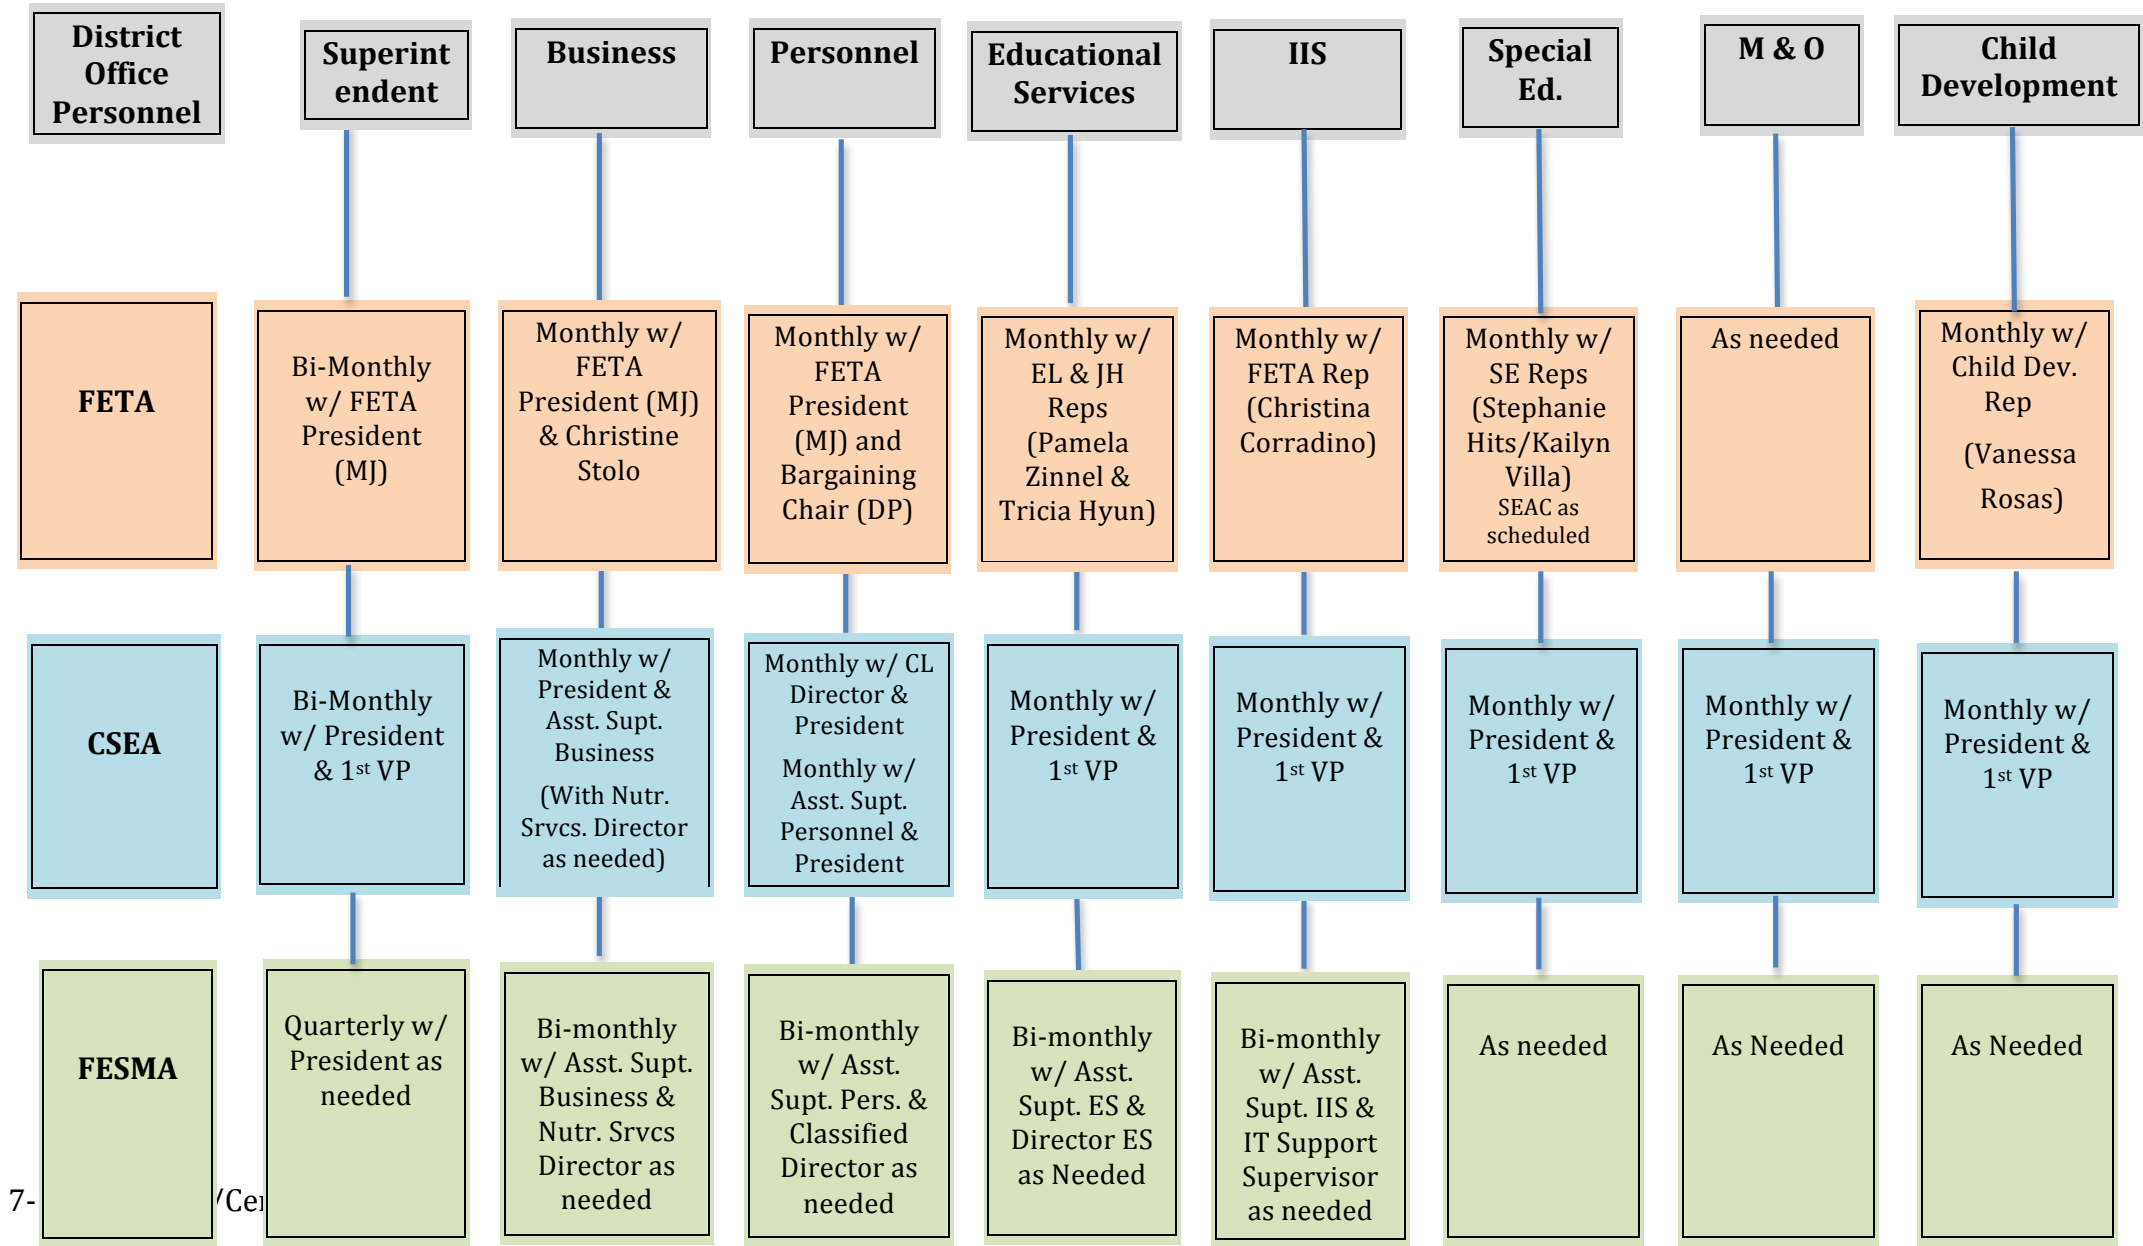 District
Office
Personnel
Superint
endent
Business
Personnel
Educational
Services
IIS
Special
Ed.
M & O
Child
Development
FETA
Bi-Monthly
w/ FETA
President
(MJ)
Monthly w/
FETA
President (MJ)
& Christine
Stolo
Monthly w/
FETA
President
(MJ) and
Bargaining
Chair (DP)
Monthly w/
EL & JH
Reps
(Pamela
Zinnel &
Tricia Hyun)
Monthly w/
FETA Rep
(Christina
Corradino)
Monthly w/
SE Reps
(Stephanie
Hits/Kailyn
Villa)
SEAC as
scheduled
As needed
Monthly w/
Child Dev.
Rep
(Vanessa
Rosas)
CSEA
Bi-Monthly
w/ President
& 1st VP
Monthly w/
President &
Asst. Supt.
Business
(With Nutr.
Srvcs. Director
as needed)
Monthly w/ CL
Director &
President
Monthly w/
Asst. Supt.
Personnel &
President
Monthly w/
President &
1st VP
Monthly w/
President &
1st VP
Monthly w/
President &
1st VP
Monthly w/
President &
1st VP
Monthly w/
President &
1st VP
FESMA
Quarterly w/
President as
needed
Bi-monthly
w/ Asst. Supt.
Business &
Nutr. Srvcs
Director as
needed
Bi-monthly
w/ Asst.
Supt. Pers. &
Classified
Director as
needed
Bi-monthly
w/ Asst.
Supt. ES &
Director ES
as Needed
Bi-monthly
w/ Asst.
Supt. IIS &
IT Support
Supervisor
as needed
As needed
As Needed
As Needed
7-